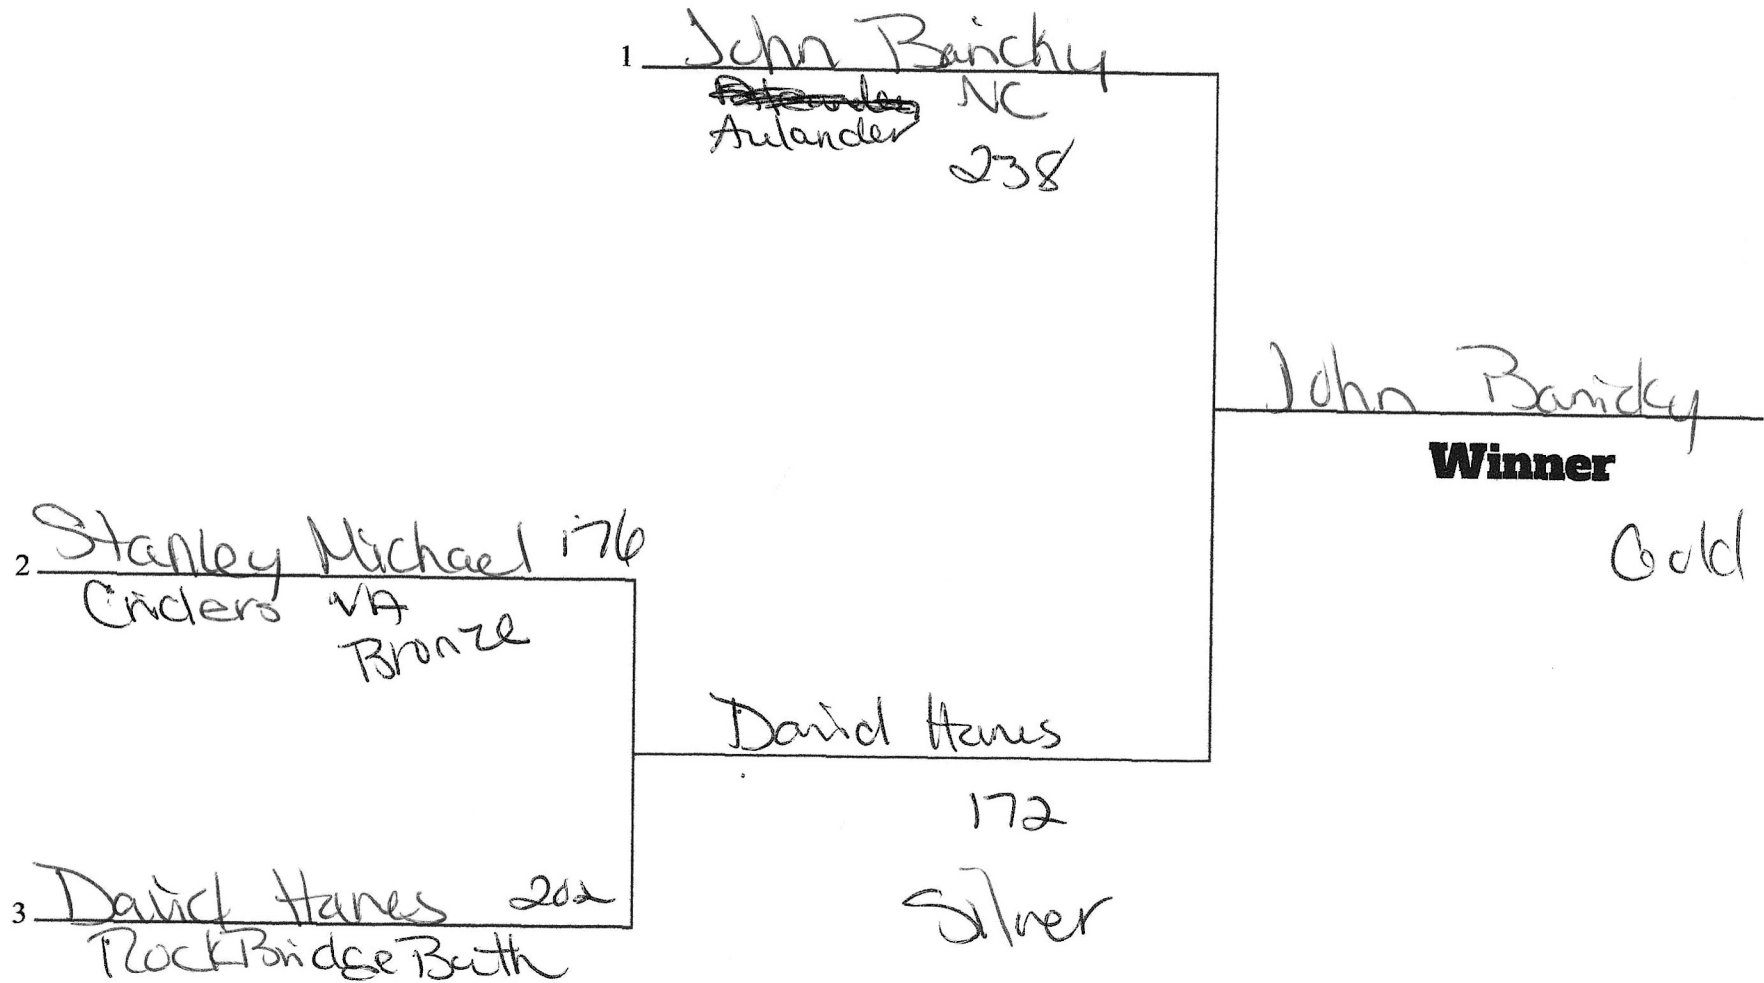 1 John Baricky
NC
Aulander
238
John Baricky
Winner
Gold
2 Stanley Michael 176
Criders VA
Bronze
David Hanes
172
Silver
3 David Hanes 202
RockBridge Bath